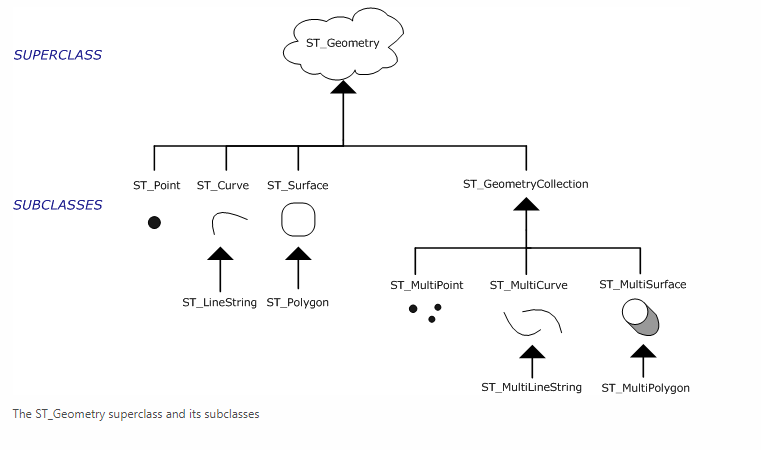 ST_Geometry
SUPERCLASS
ST_Point ST_Curve ST_Surface ST_GeometryCollection
SUBCLASSES
ST_MultiPoint ST_MultiCurve ST_MultiSurface
ST_LineString ST_Polygon
ST_MultiLineString ST_MultiPolygon
The ST_Geometry superclass and its subclasses